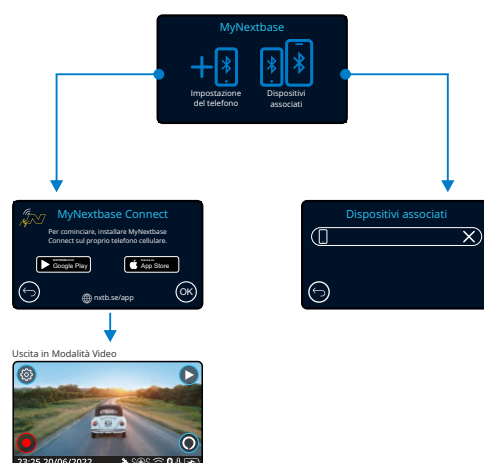 MyNextbase
Impostazione
del telefono
Dispositivi
associati
MyNextbase Connect
Per cominciare, installare MyNextbase
Connect sul proprio telefono cellulare.
Google Play
App Store
OK
nxtb.se/app
Dispositivi associati
Uscita in Modalità Video
23:25 20/06/2022
SOS